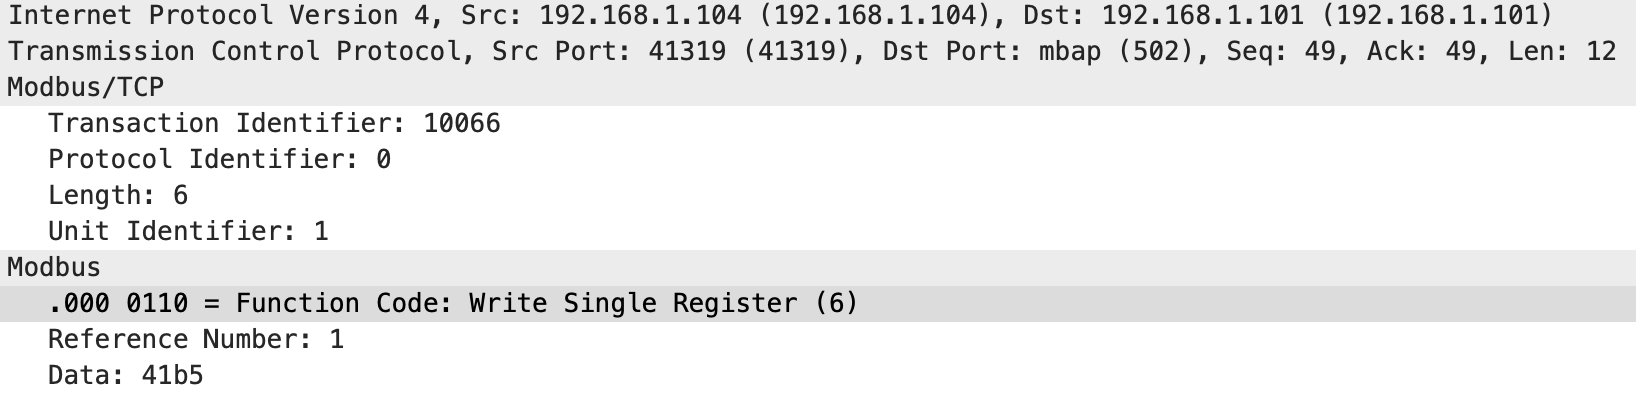 Internet Protocol Version 4, Src: 192.168.1.104 (192.168.1.104), Dst: 192.168.1.101 (192.168.1.101)
Transmission Control Protocol, Src Port: 41319 (41319), Dst Port: mbap (502), Seq: 49, Ack: 49, Len: 12
Modbus/TCP
Transaction Identifier: 10066
Protocol Identifier: 0
Length: 6
Unit Identifier: 1
Modbus
.000 0110 = Function Code: Write Single Register (6)
Reference Number: 1
Data: 41b5